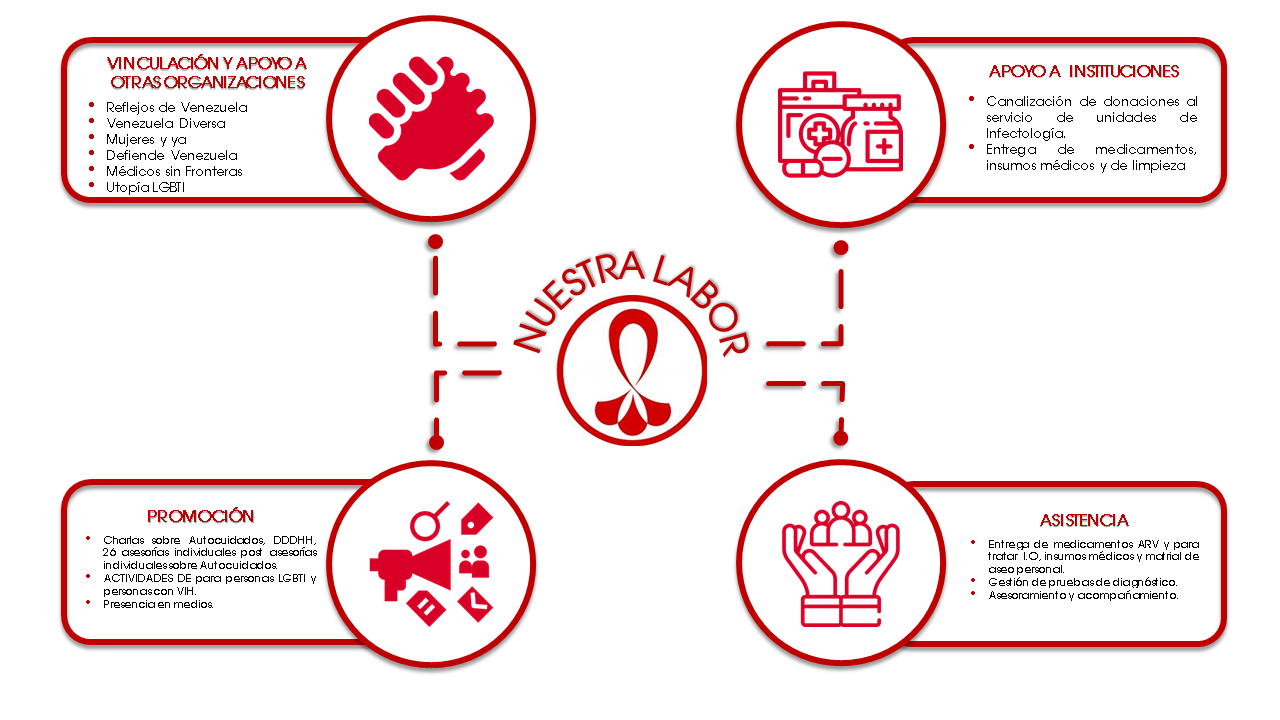 VINCULACIÓN Y APOYO A
OTRAS ORGANIZACIONES
• Reflejos de Venezuela
• Venezuela Diversa
• Mujeres y ya
• Defiende Venezuela
• Médicos sin Fronteras
• Utopía LGBTI
APOYO A INSTITUCIONES
• Canalización de donaciones al
servicio de unidades de
Infectología.
• Entrega de medicamentos,
insumos médicos y de limpieza
NUESTRA LABOR
PROMOCIÓN
• Charlas sobre Autocuidados, DDDHH,
26 asesorías individuales post asesorías
individuales sobre Autocuidados.
• ACTIVIDADES DE para personas LGBTI y
personas con VIH.
• Presencia en medios.
ASISTENCIA
• Entrega de medicamentos ARV y para
tratar I.O, insumos médicos y matrial de
aseo personal.
• Gestión de pruebas de diagnóstico.
• Asesoramiento y acompañamiento.